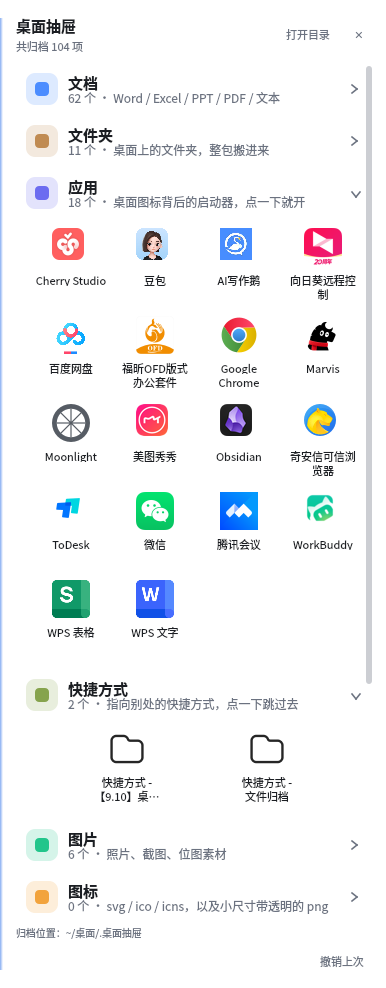 桌面抽屉
打开目录
×
共归档 104 项
文档
62 个 · Word / Excel / PPT / PDF / 文本
文件夹
11 个 · 桌面上的文件夹，整包搬进来
应用
18 个 · 桌面图标背后的启动器，点一下就开
20周年
Cherry Studio
豆包
AI写作鹅
向日葵远程控
制
OFD
百度网盘
福昕OFD版式
办公套件
Google
Chrome
Marvis
Moonlight
美图秀秀
Obsidian
奇安信可信浏
览器
ToDesk
微信
腾讯会议
WorkBuddy
S
W
WPS 表格
WPS 文字
快捷方式
2 个 · 指向别处的快捷方式，点一下跳过去
快捷方式 -
【9.10】桌…
快捷方式 -
文件归档
图片
6 个 · 照片、截图、位图素材
图标
0 个 · svg / ico / icns，以及小尺寸带透明的 png
归档位置：~/桌面/.桌面抽屉
撤销上次